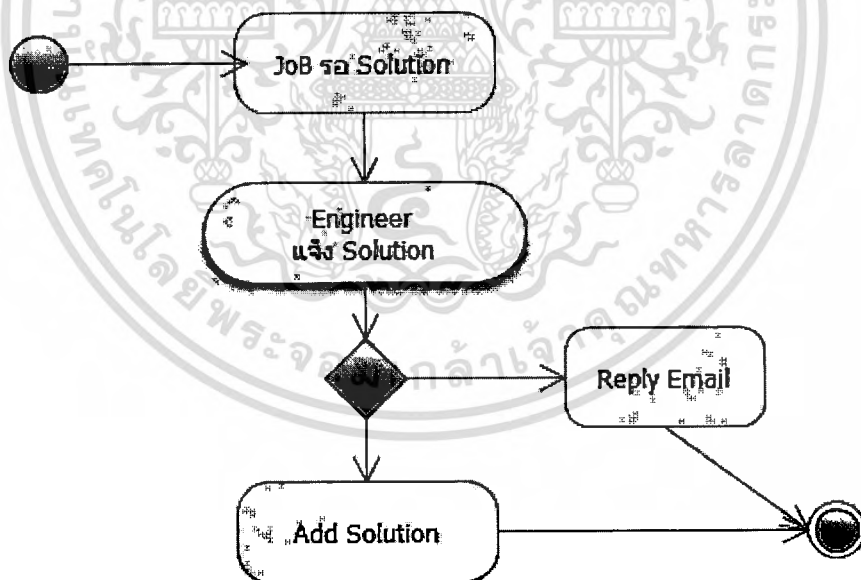 JoB รอ Solution
Engineer
แจ้ง Solution
Reply Email
Add Solution